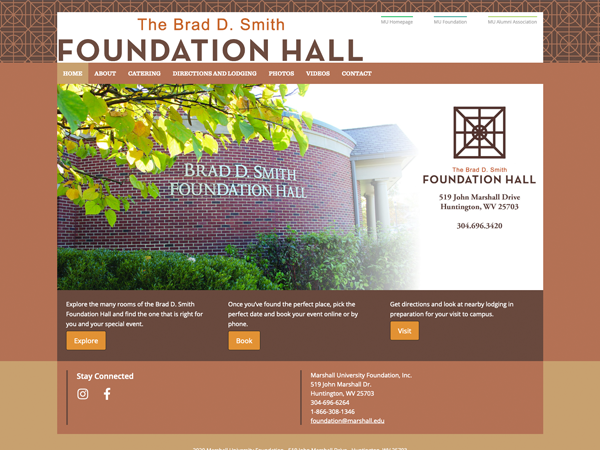 The Brad D. Smith
FOUNDATION HALL
MU Homepage
MU Foundation
MU Alumni Association
HOME
ABOUT
CATERING
DIRECTIONS AND LODGING
PHOTOS
VIDEOS
CONTACT
BRAD D. SMITH
FOUNDATION HALL
The Brad D. Smith
FOUNDATION HALL
519 John Marshall Drive
Huntington, WV 25703
304.696.3420
Explore the many rooms of the Brad D. Smith
Foundation Hall and find the one that is right for
you and your special event.
Explore
Once you've found the perfect place, pick the
perfect date and book your event online or by
phone.
Book
Get directions and look at nearby lodging in
preparation for your visit to campus.
Visit
Stay Connected
Marshall University Foundation, Inc.
519 John Marshall Dr.
Huntington, WV 25703
304-696-6264
1-866-308-1346
foundation@marshall.edu